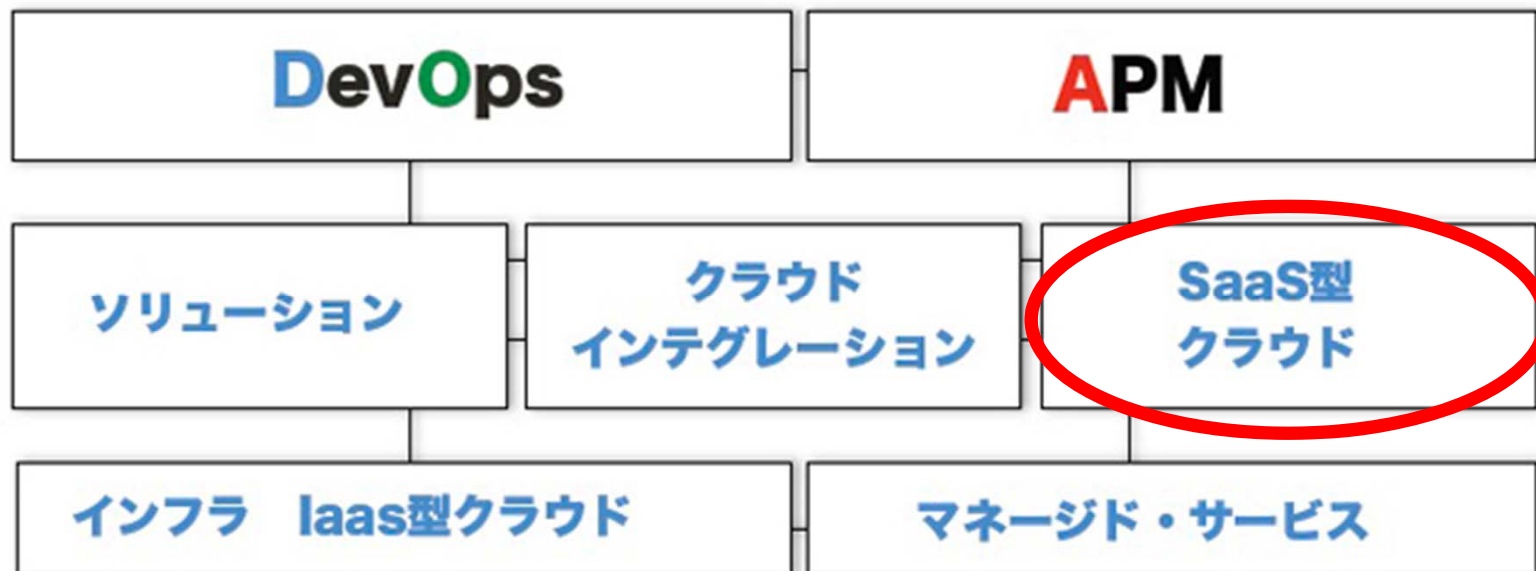 DevOps
APM
ソリューション
クラウド
インテグレーション
SaaS型
クラウド
インフラ　Iaas型クラウド
マネージド・サービス